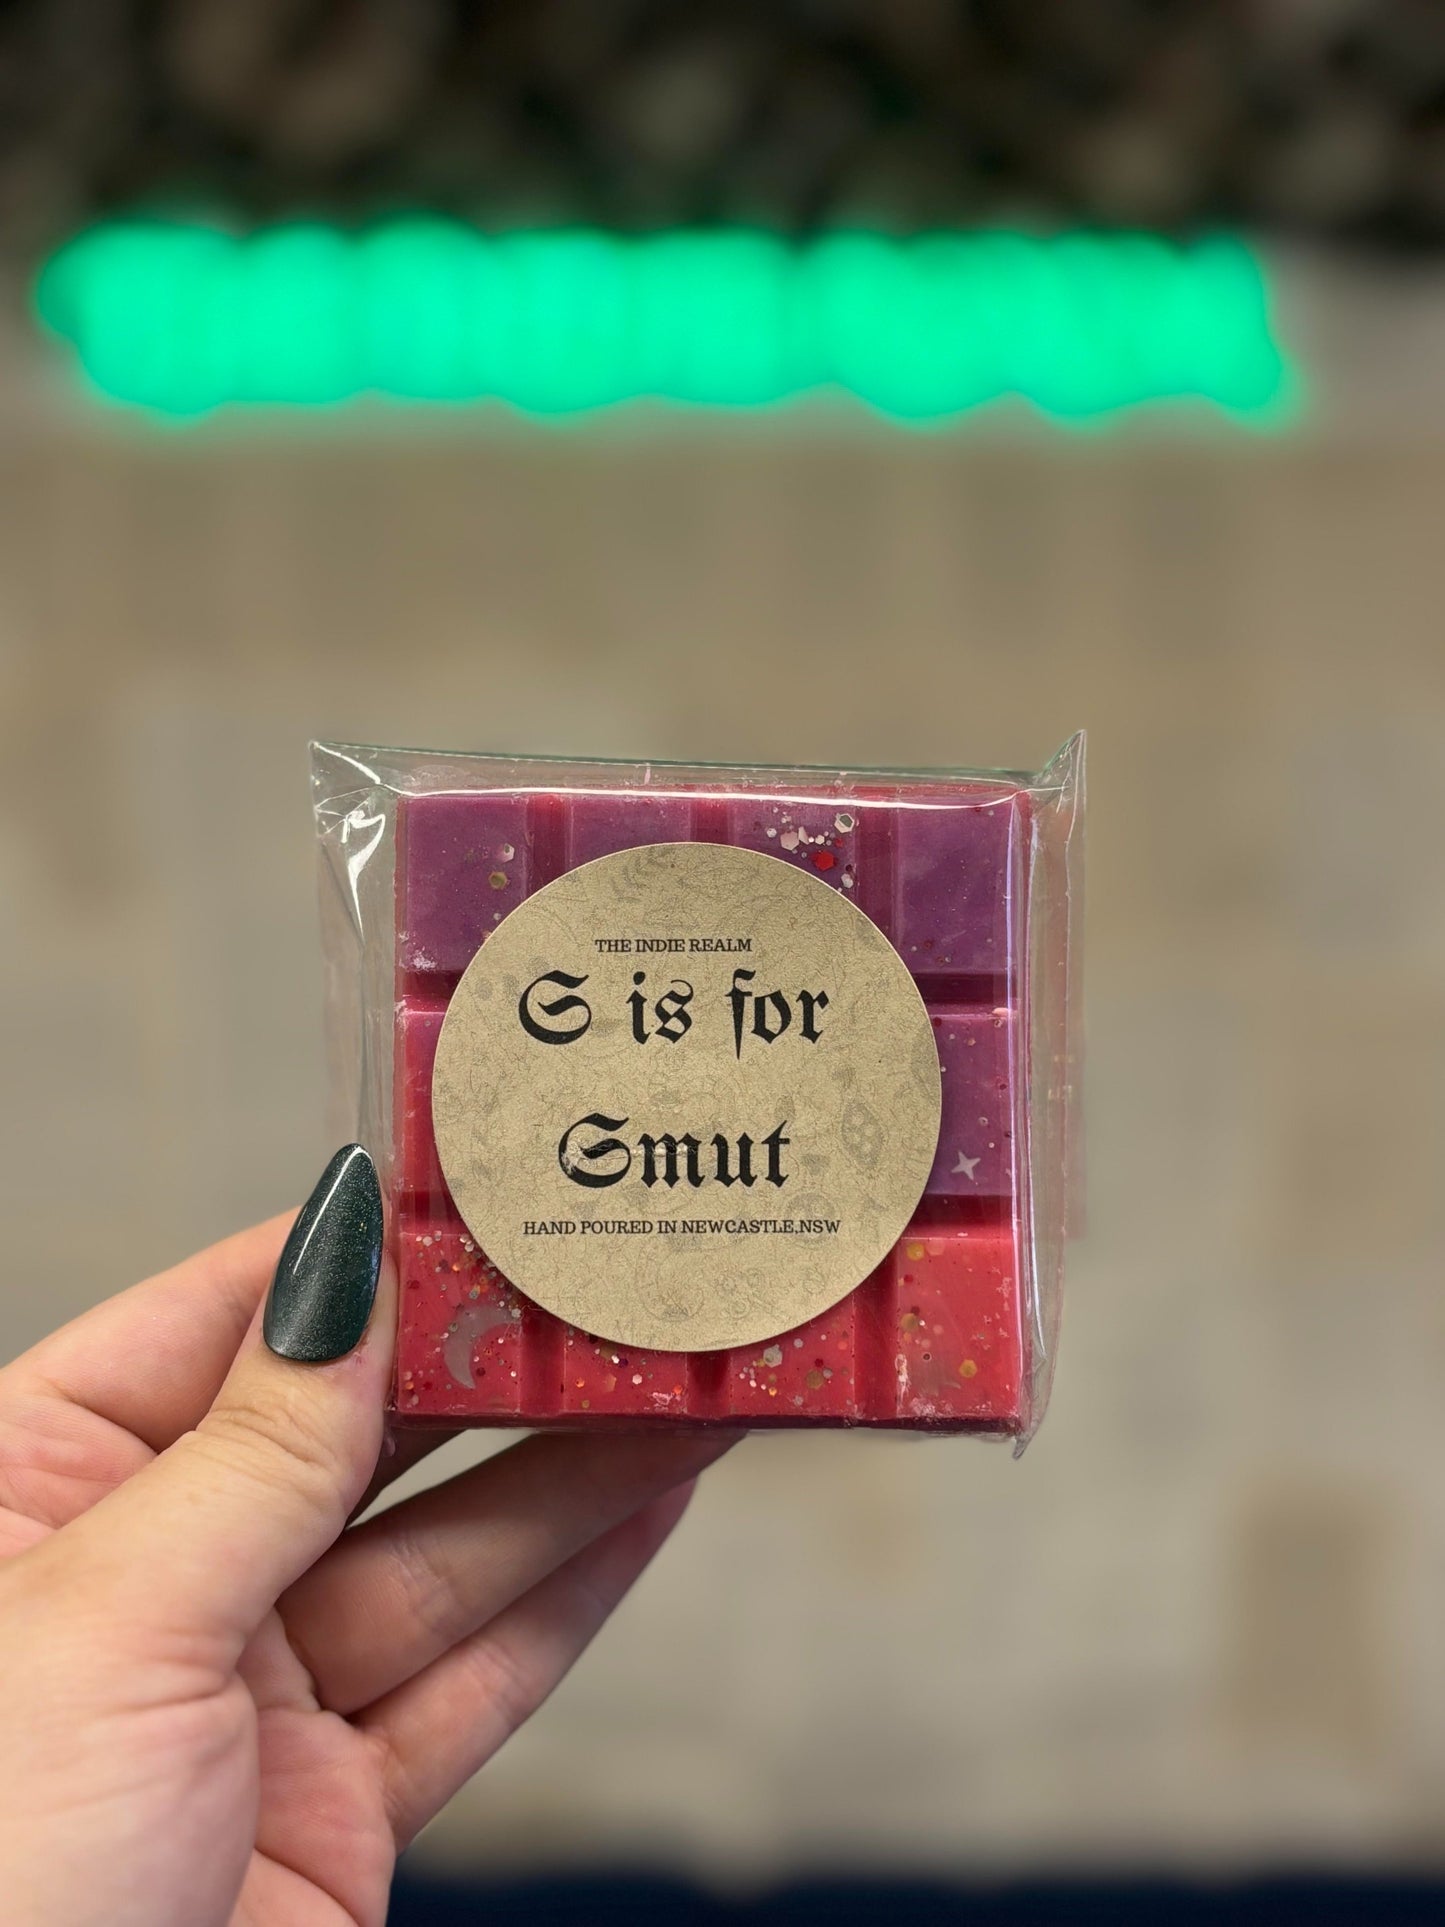 THE INDIE REALM
S is for
Smut
HAND POURED IN NEWCASTLE,NSW